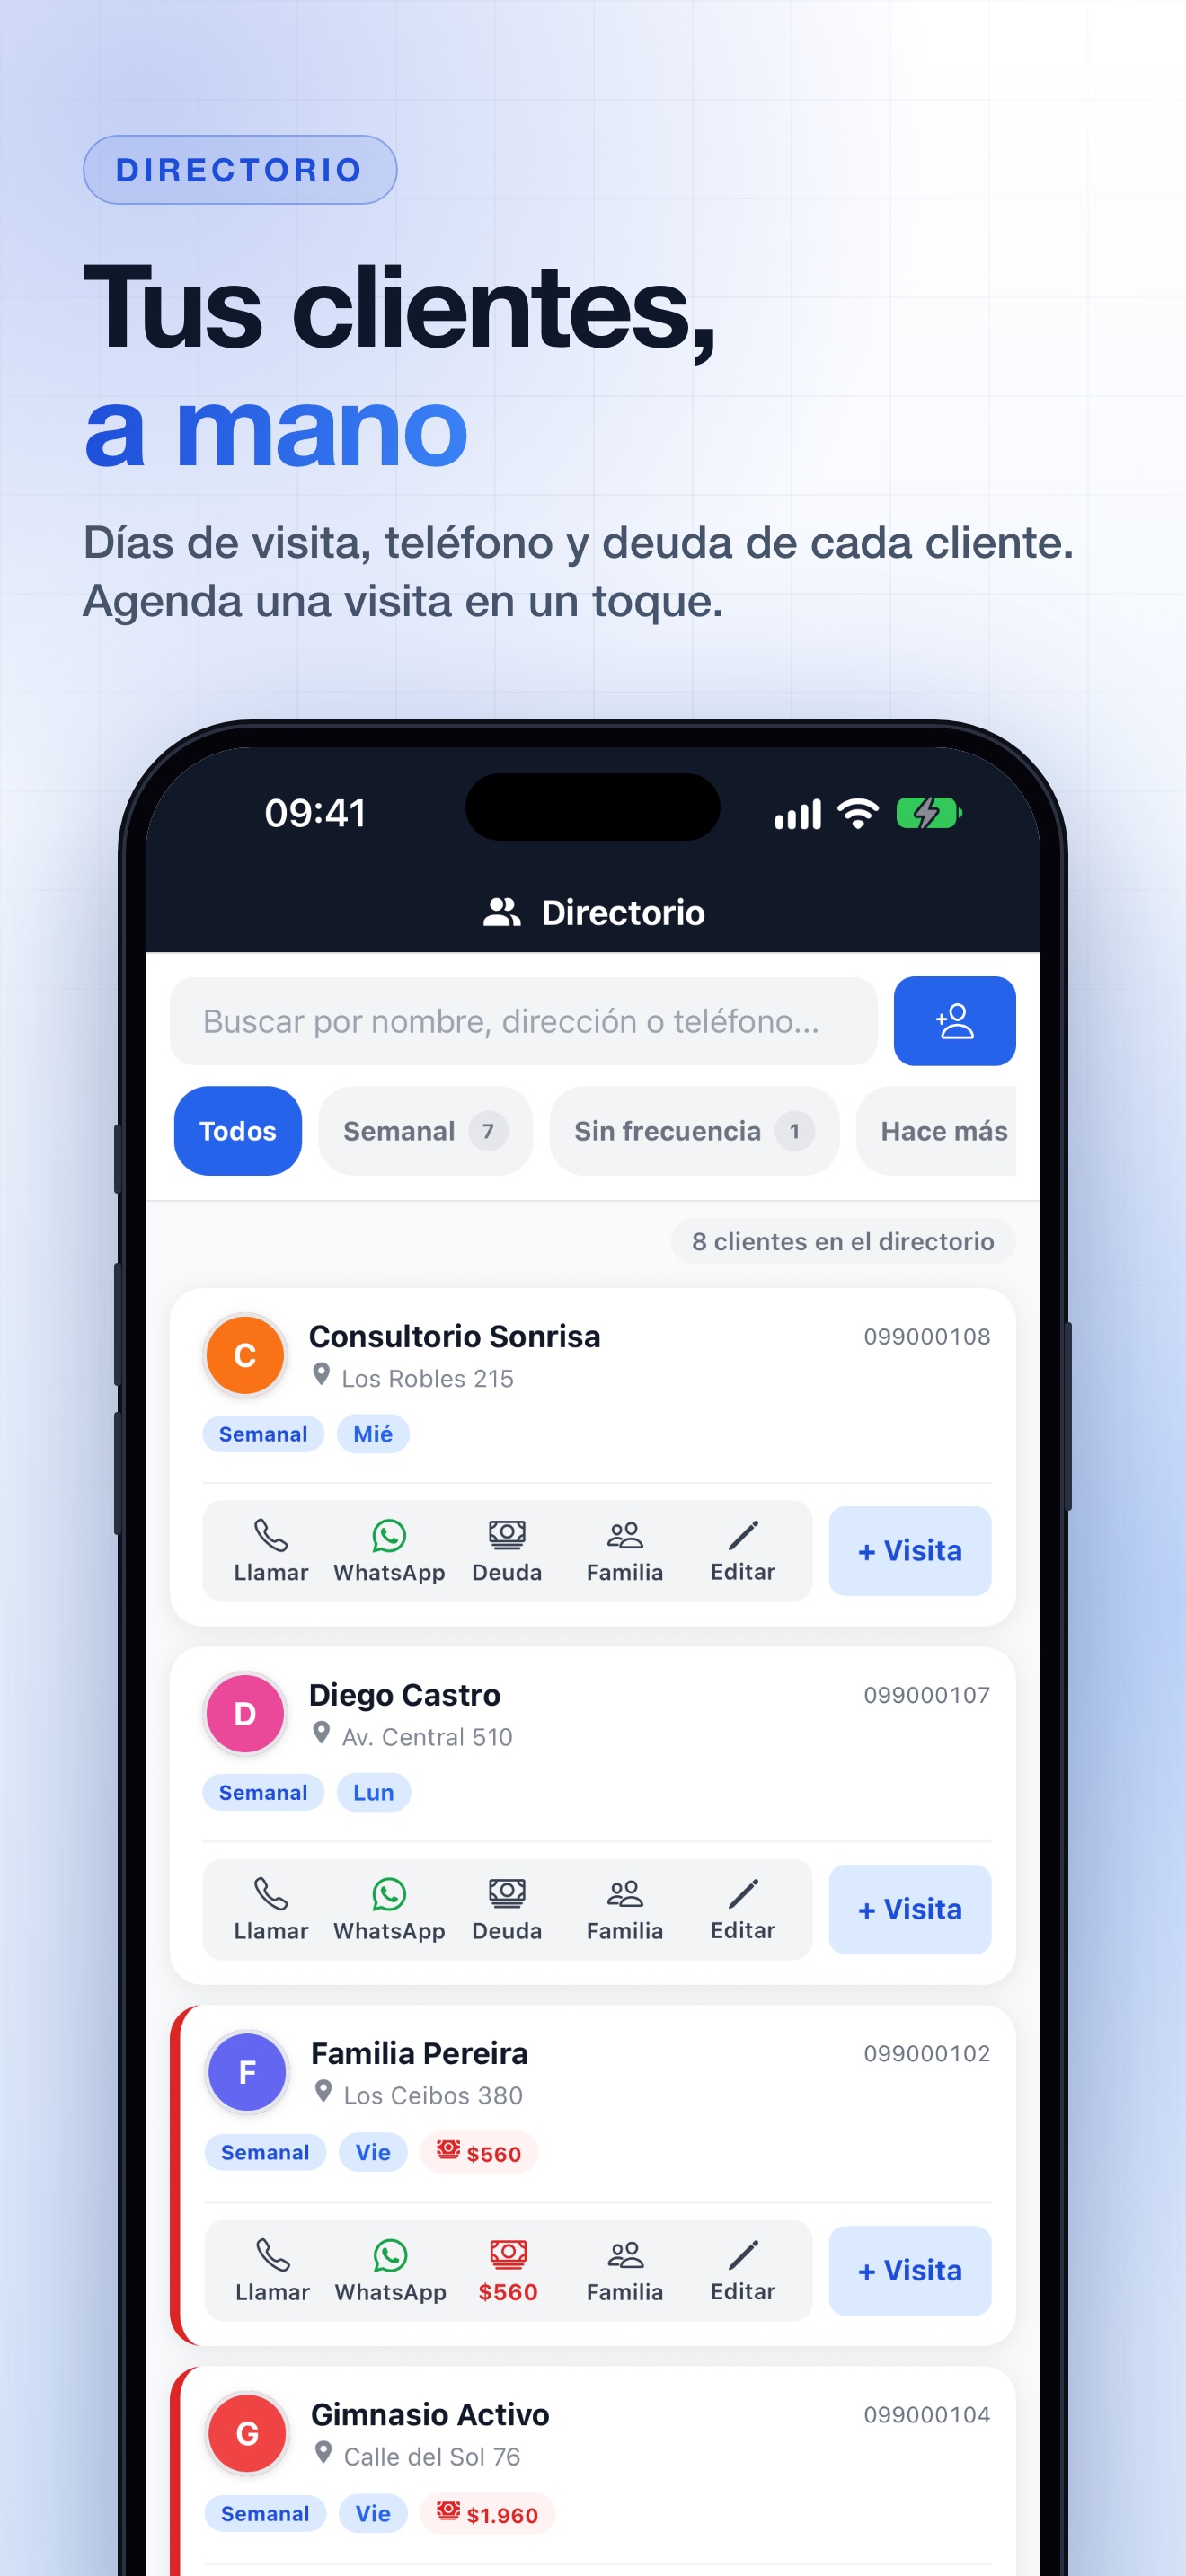 DIRECTORIO
Tus clientes,
a mano
Días de visita, teléfono y deuda de cada cliente.
Agenda una visita en un toque.
09:41
Directorio
Buscar por nombre, dirección o teléfono...
Todos Semanal 7 Sin frecuencia 1 Hace más
8 clientes en el directorio
C Consultorio Sonrisa 099000108
Los Robles 215
Semanal Mié
Llamar WhatsApp Deuda Familia Editar + Visita
D Diego Castro 099000107
Av. Central 510
Semanal Lun
Llamar WhatsApp Deuda Familia Editar + Visita
F Familia Pereira 099000102
Los Ceibos 380
Semanal Vie $560
Llamar WhatsApp $560 Familia Editar + Visita
G Gimnasio Activo 099000104
Calle del Sol 76
Semanal Vie $1.960